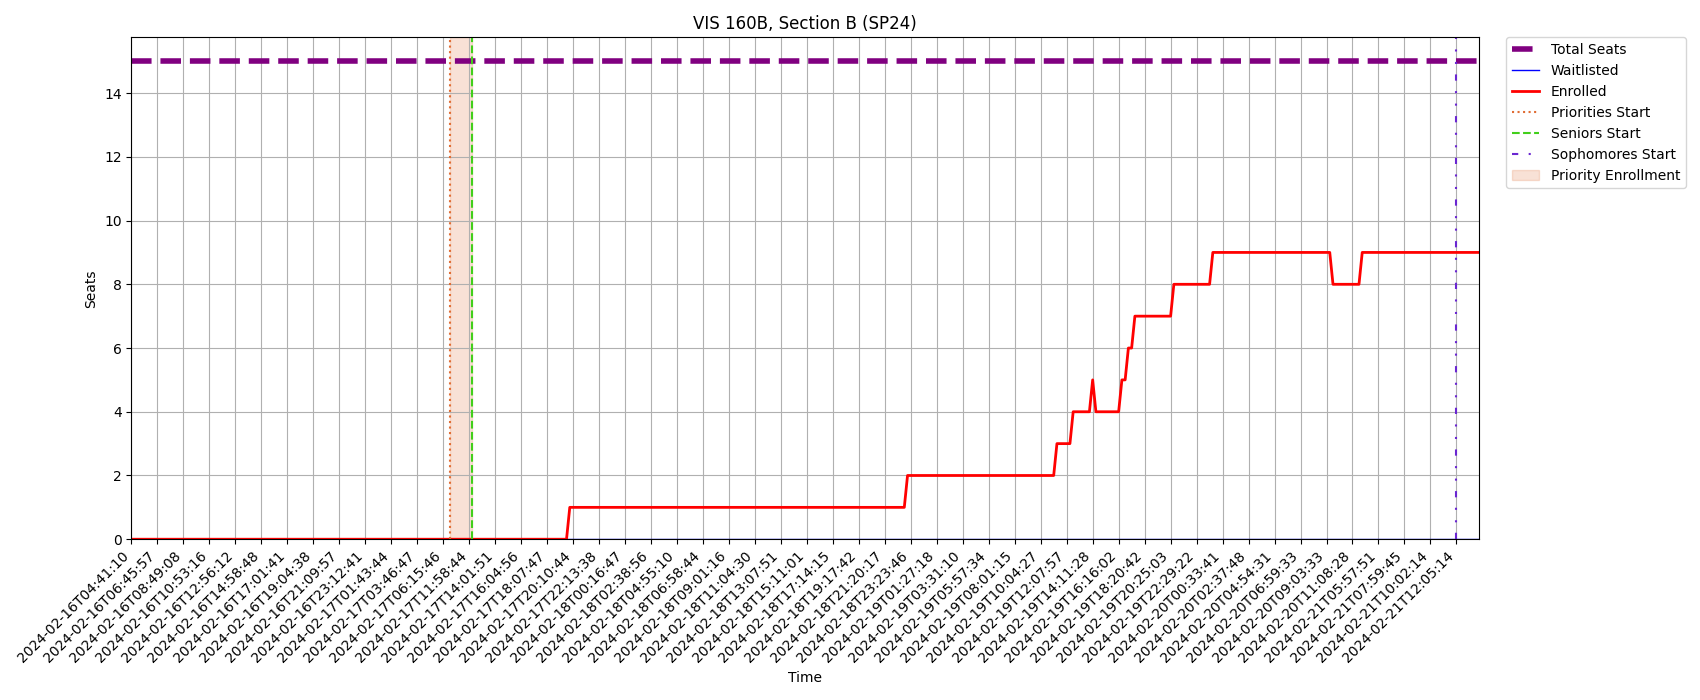 VIS 160B, Section B (SP24)
Total Seats
Waitlisted
Enrolled
Priorities Start
Seniors Start
Sophomores Start
Priority Enrollment
Seats
14
12
10
8
6
4
2
0
2024-02-16T04:41:10
2024-02-16T06:45:57
2024-02-16T08:49:08
2024-02-16T10:53:16
2024-02-16T12:56:12
2024-02-16T14:58:48
2024-02-16T17:01:41
2024-02-16T19:04:38
2024-02-16T21:09:57
2024-02-16T23:12:41
2024-02-17T01:43:44
2024-02-17T03:46:47
2024-02-17T06:15:46
2024-02-17T11:58:44
2024-02-17T14:01:51
2024-02-17T16:04:56
2024-02-17T18:07:47
2024-02-17T20:10:44
2024-02-17T22:13:38
2024-02-18T00:16:47
2024-02-18T02:38:56
2024-02-18T04:55:10
2024-02-18T06:58:44
2024-02-18T09:01:16
2024-02-18T11:04:30
2024-02-18T13:07:51
2024-02-18T15:11:01
2024-02-18T17:14:15
2024-02-18T19:17:42
2024-02-18T21:20:17
2024-02-18T23:23:46
2024-02-19T01:27:18
2024-02-19T03:31:10
2024-02-19T05:57:34
2024-02-19T08:01:15
2024-02-19T10:04:27
2024-02-19T12:07:57
2024-02-19T14:11:28
2024-02-19T16:16:02
2024-02-19T18:20:42
2024-02-19T20:25:03
2024-02-19T22:29:22
2024-02-20T00:33:41
2024-02-20T02:37:48
2024-02-20T04:54:31
2024-02-20T06:59:33
2024-02-20T09:03:33
2024-02-20T11:08:28
2024-02-21T05:57:51
2024-02-21T07:59:45
2024-02-21T10:02:14
2024-02-21T12:05:14
Time